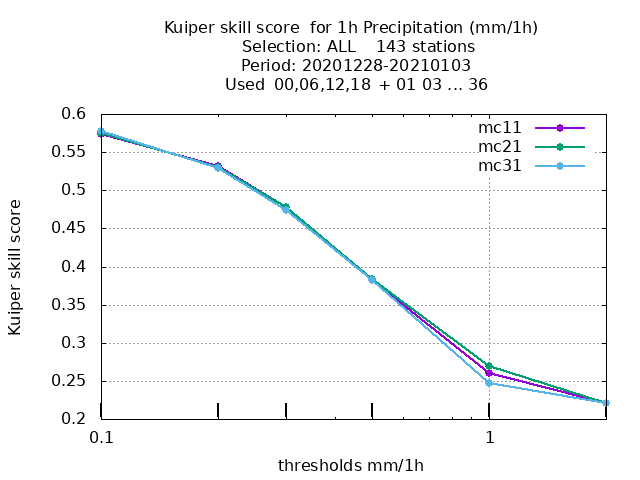 Kuiper skill score  for 1h Precipitation (mm/1h)
Selection: ALL    143 stations
Period: 20201228-20210103
Used  00,06,12,18  + 01 03 ... 36
mc11
mc21
mc31
0.6
0.55
0.5
0.45
0.4
0.35
0.3
0.25
0.2
Kuiper skill score
0.1
1
thresholds mm/1h